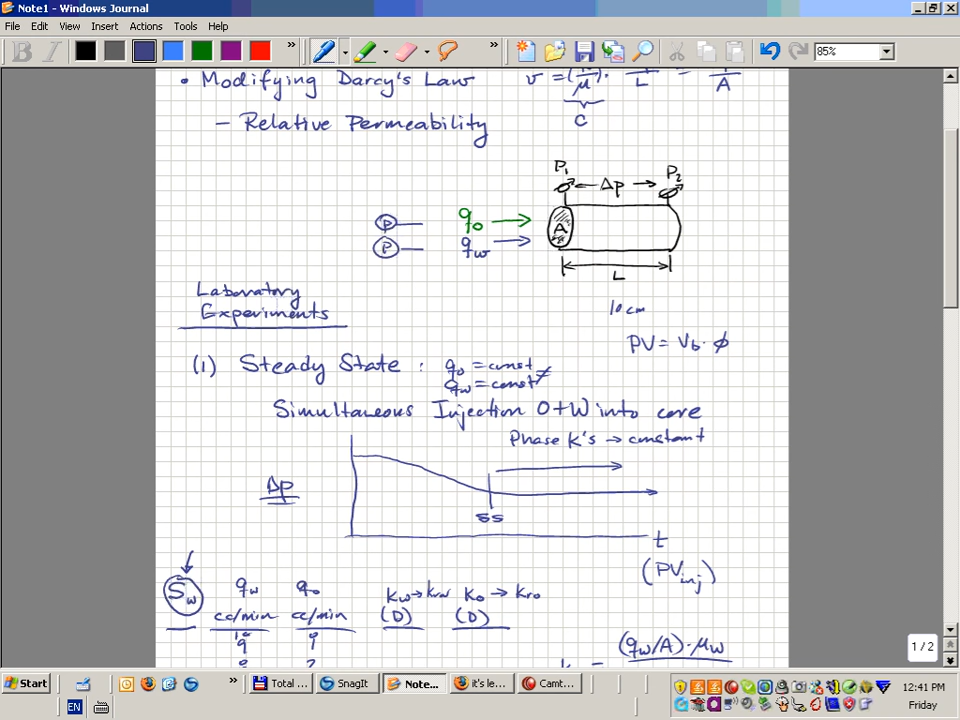 Note1 - Windows Journal
File Edit View Insert Actions Tools Help
B I U
85%
• Modifying Darcy's Law
v = (
μ
L
=
A
C
- Relative Permeability
P1 ← Δp → P2
P qo → A
P qw →
L
Laboratory
Experiments
10 cm
PV = Vb · φ
(1) Steady State : qo = const
qw = const ≠
Simultaneous Injection O+W into core
Phase K's → constant
Δp
ss
t
(PVinj)
Sw qw qo kw → krw ko → kro
cc/min cc/min (D) (D)
10
9 1
(qw/A) · μw
1 / 2
Start
Total ...
SnagIt
Note...
it's le...
Camt...
12:41 PM
EN
Friday